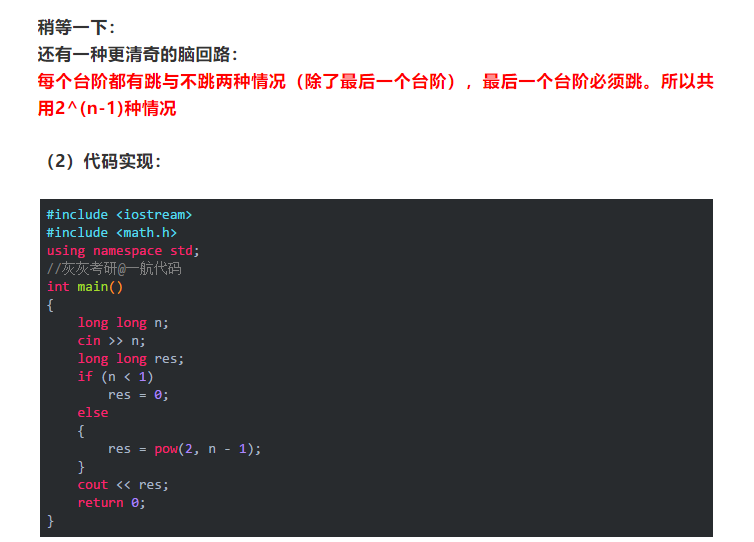 稍等一下：
还有一种更清奇的脑回路：
每个台阶都有跳与不跳两种情况（除了最后一个台阶），最后一个台阶必须跳。所以共
用2^(n-1)种情况
（2）代码实现：
#include <iostream>
#include <math.h>
using namespace std;
//灰灰考研@一航代码
int main()
{
    long long n;
    cin >> n;
    long long res;
    if (n < 1)
        res = 0;
    else
    {
        res = pow(2, n - 1);
    }
    cout << res;
    return 0;
}